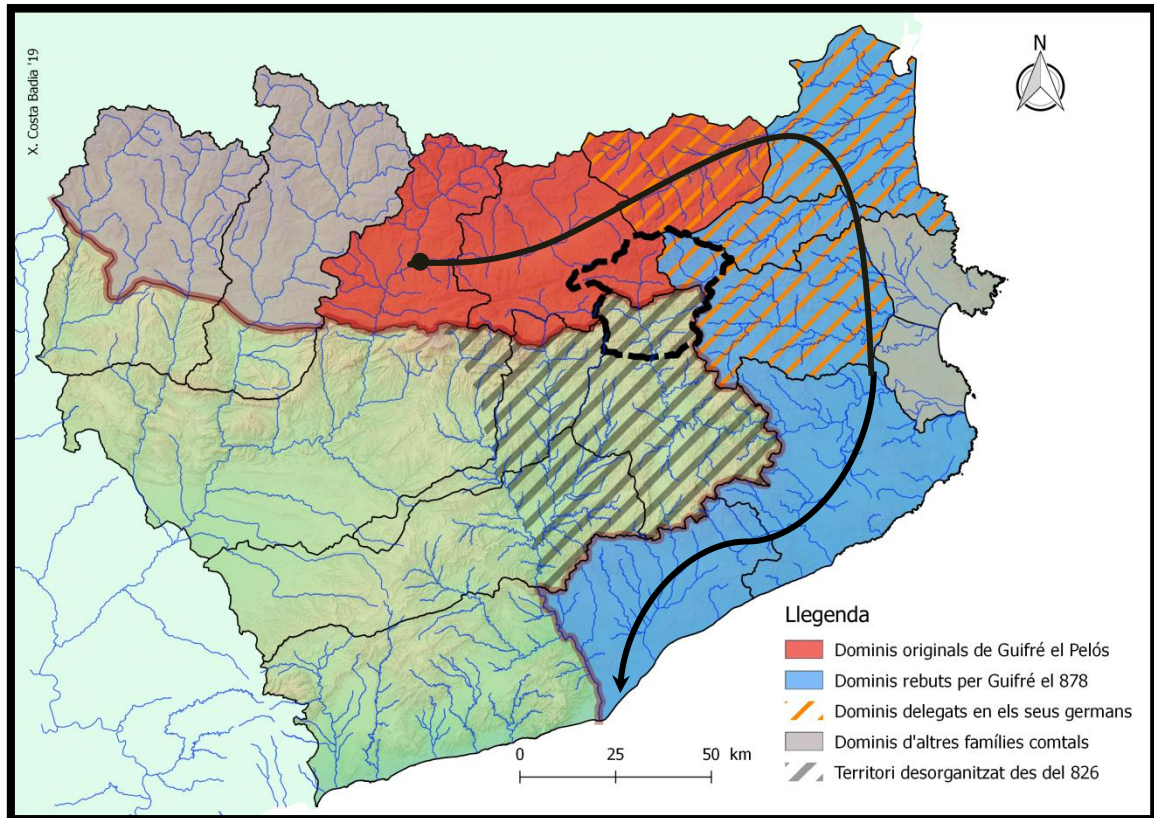 X. Costa Badia '19
N
Llegenda
Dominis originals de Guifré el Pelós
Dominis rebuts per Guifré el 878
Dominis delegats en els seus germans
Dominis d'altres famílies comtals
Territori desorganitzat des del 826
0 25 50 km